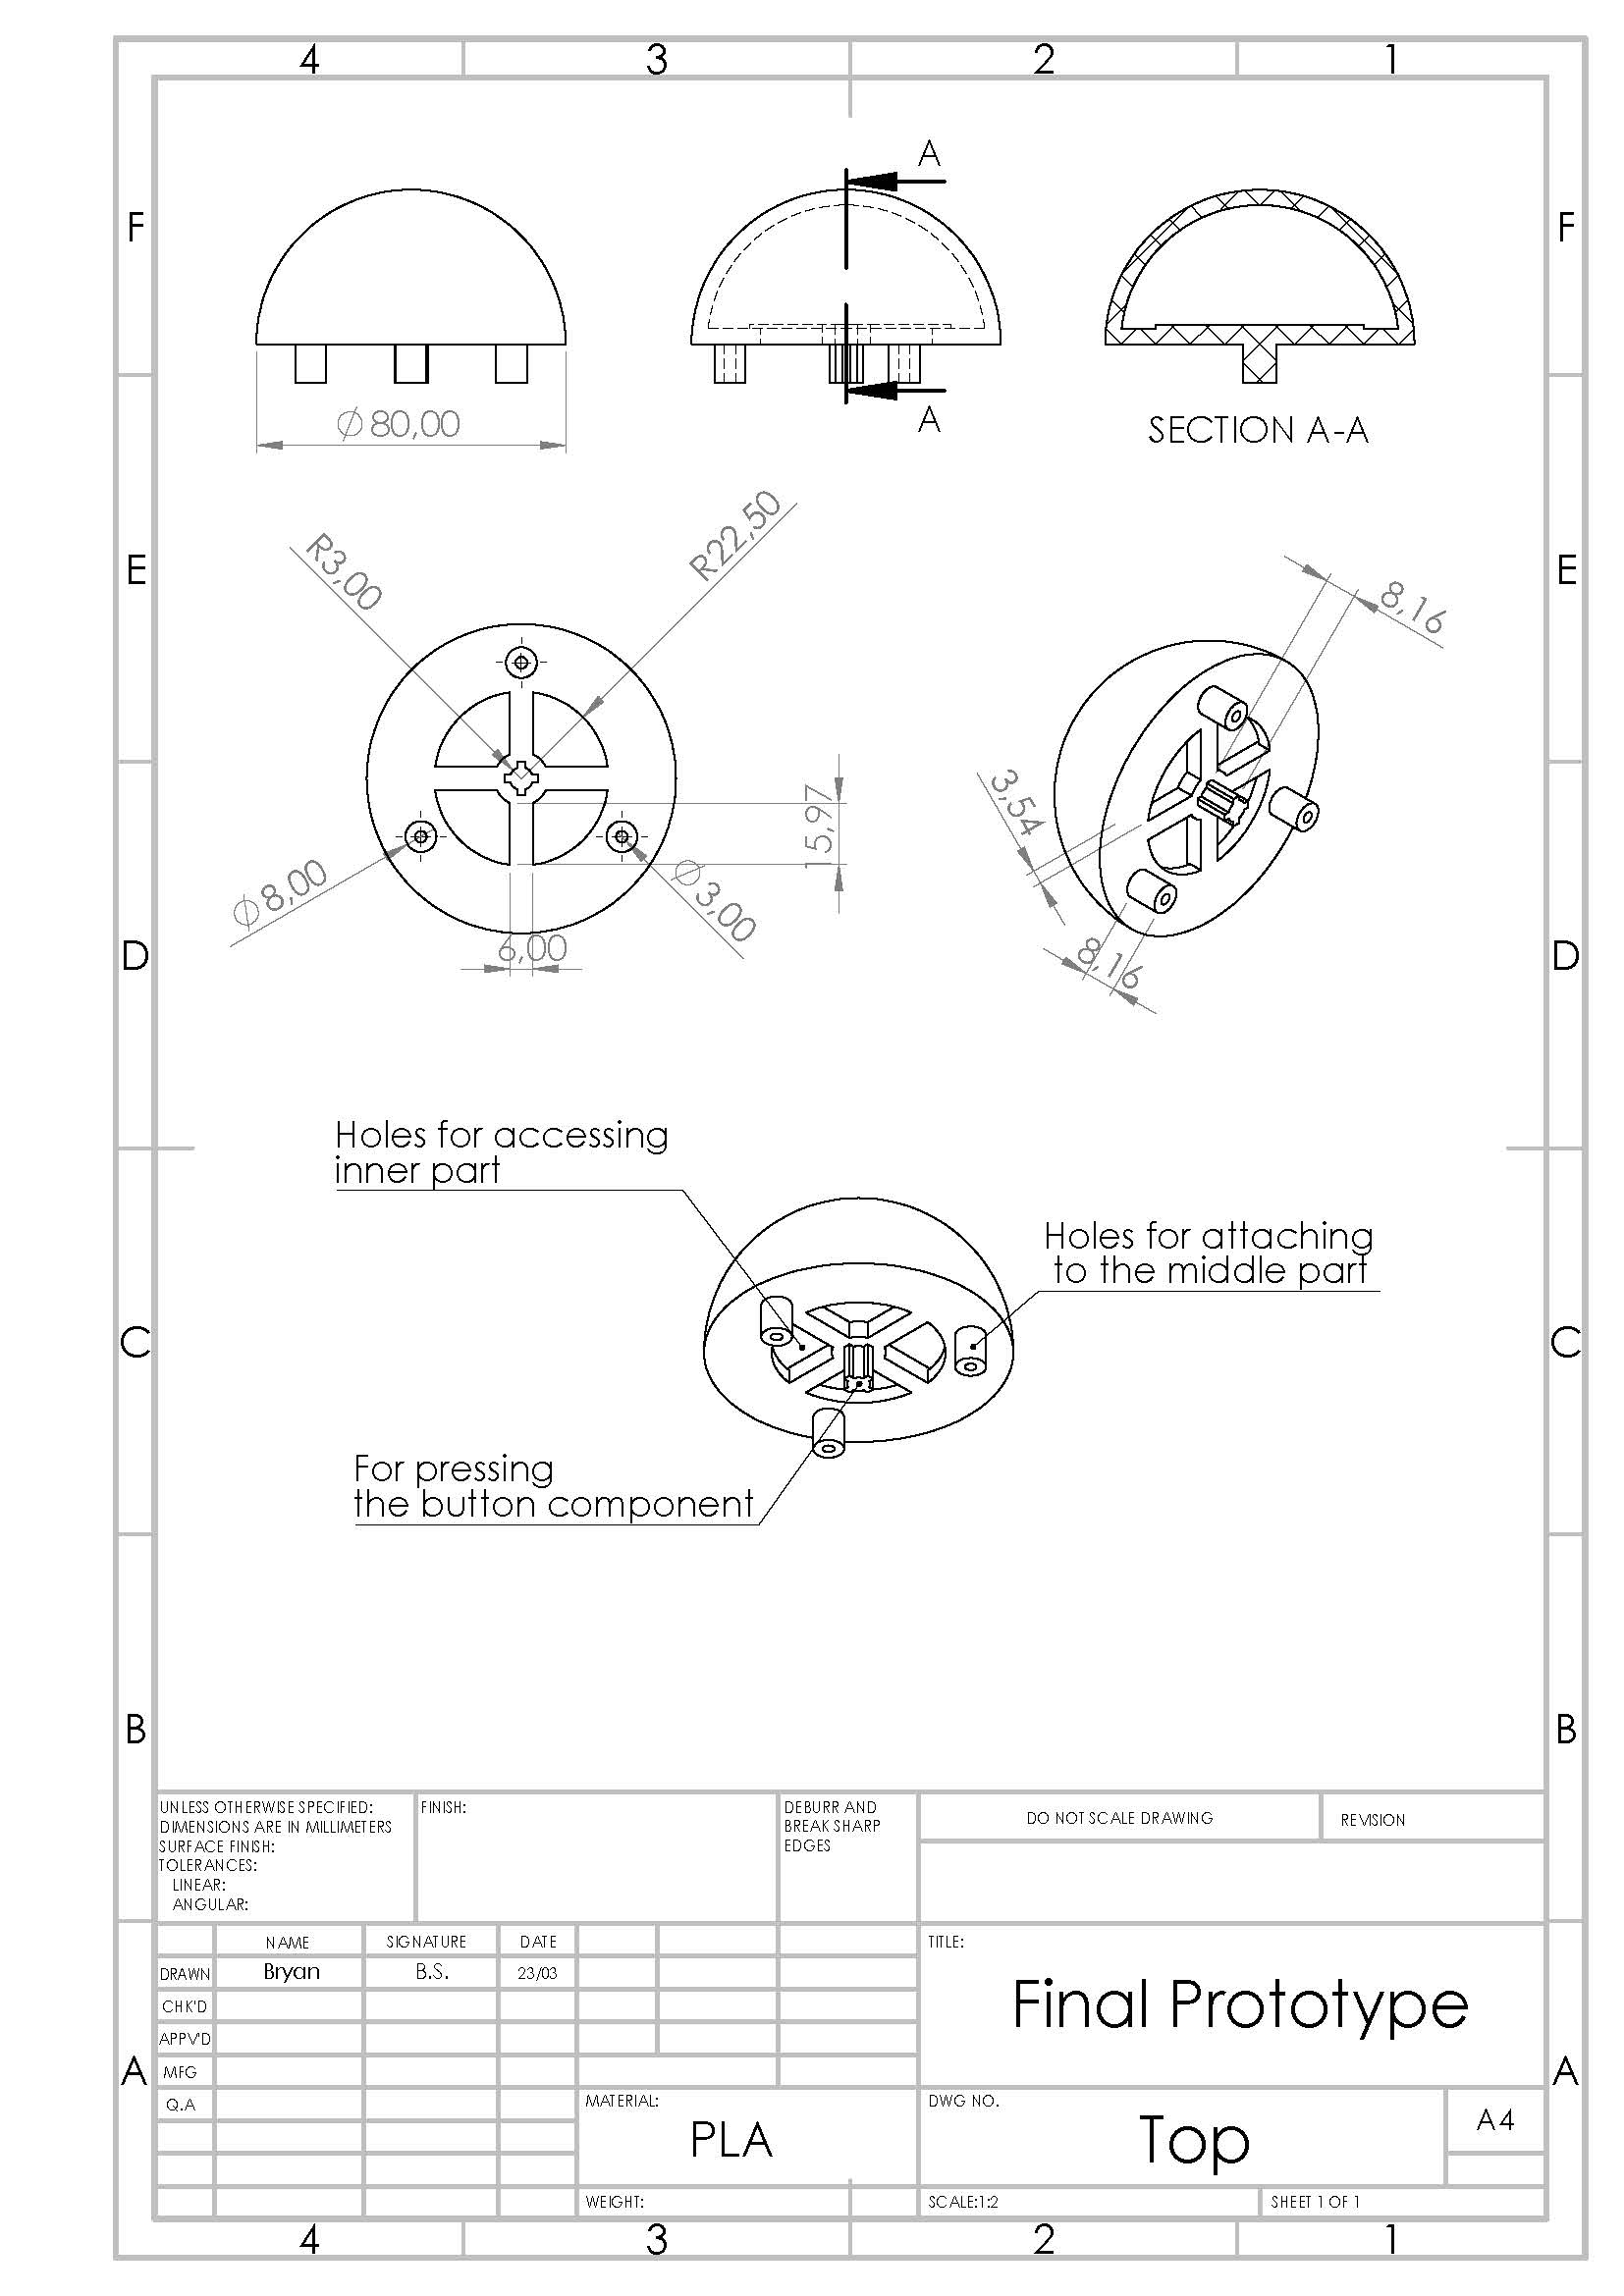 4 3 2 1
F F
A
A
SECTION A-A
∅80,00
E E
R3,00
R22,50
8,16
3,54
15,97
∅8,00
∅3,00
6,00
8,16
D D
Holes for accessing
inner part
Holes for attaching
to the middle part
C C
For pressing
the button component
B B
UNLESS OTHERWISE SPECIFIED:
DIMENSIONS ARE IN MILLIMETERS
SURFACE FINISH:
TOLERANCES:
LINEAR:
ANGULAR:
FINISH:
DEBURR AND
BREAK SHARP
EDGES
DO NOT SCALE DRAWING
REVISION
NAME SIGNATURE DATE
DRAWN Bryan B.S. 23/03
CHK'D
APPV'D
MFG
Q.A
TITLE:
Final Prototype
A A
MATERIAL:
PLA
DWG NO.
Top
A4
WEIGHT:
SCALE:1:2
SHEET 1 OF 1
4 3 2 1